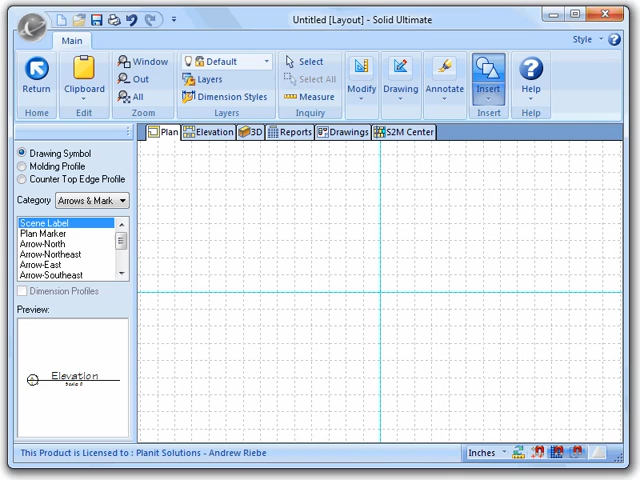 Untitled [Layout] - Solid Ultimate
Main
Style
Return
Home
Clipboard
Edit
Window
Out
All
Zoom
Default
Layers
Dimension Styles
Layers
Select
Select All
Measure
Inquiry
Modify
Drawing
Annotate
Insert
Insert
Help
Help
Plan
Elevation
3D
Reports
Drawings
S2M Center
Drawing Symbol
Molding Profile
Counter Top Edge Profile
Category
Arrows & Mark
Scene Label
Plan Marker
Arrow-North
Arrow-Northeast
Arrow-East
Arrow-Southeast
Dimension Profiles
Preview:
Elevation
This Product is Licensed to : Planit Solutions - Andrew Riebe
Inches